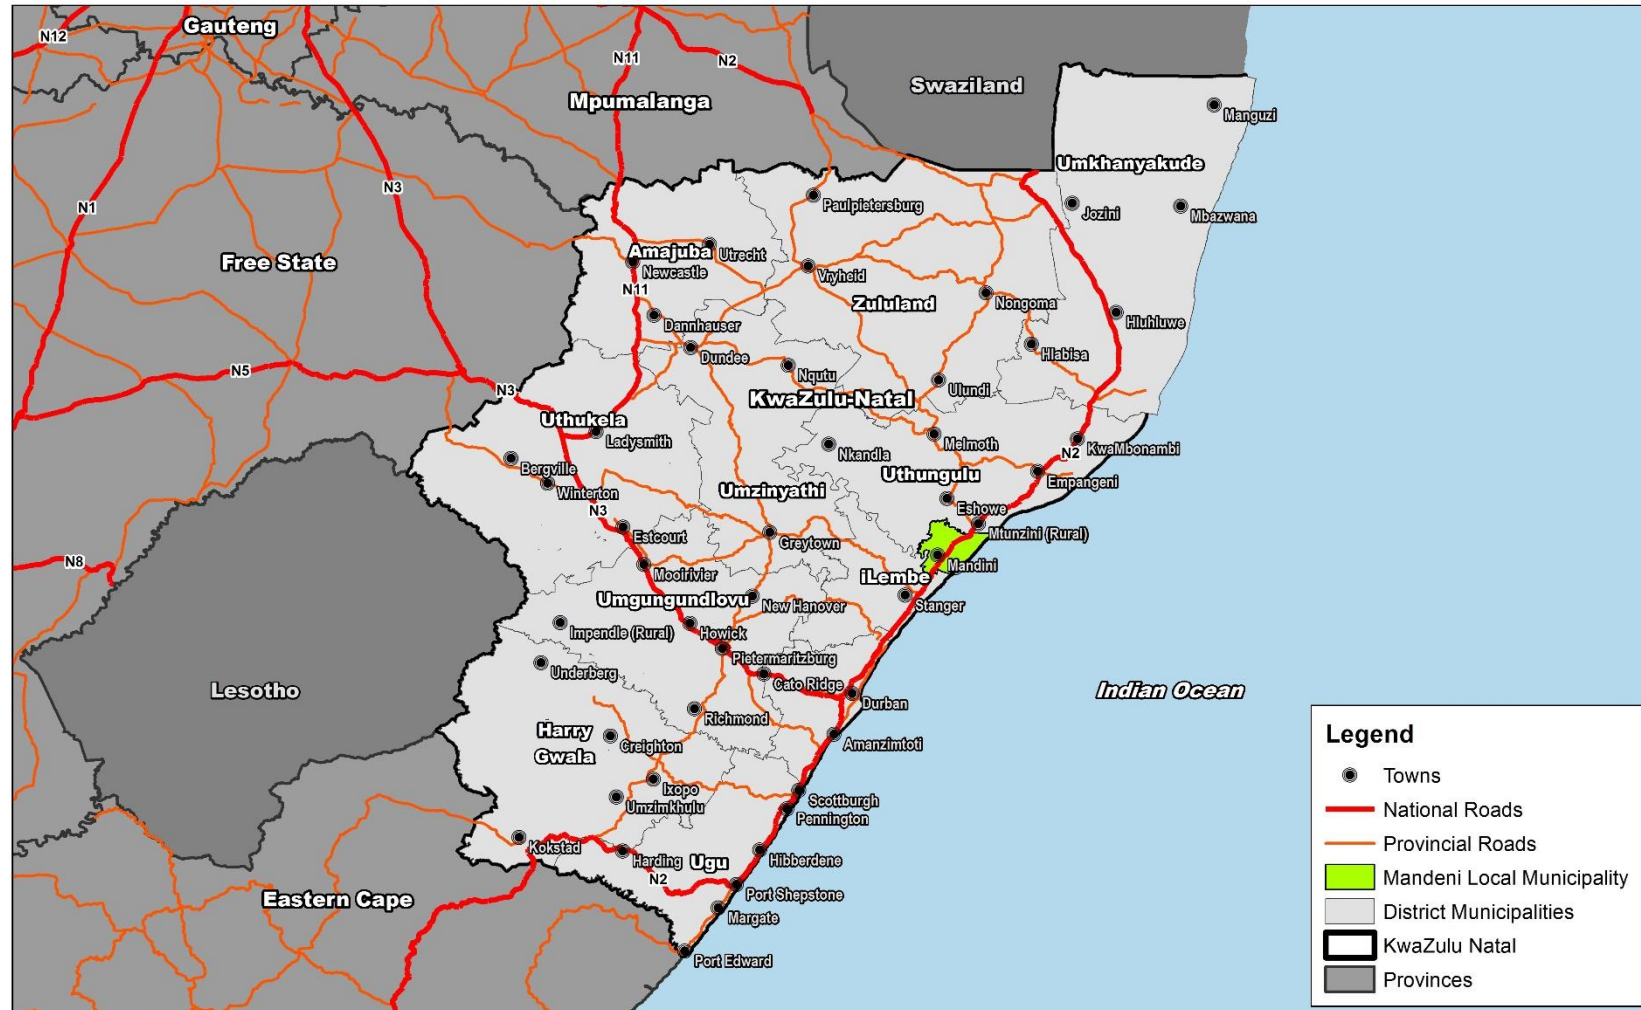 Gauteng
N12
N11
N2
Swaziland
Mpumalanga
Manguzi
Umkhanyakude
N3
N1
Paulpietersburg
Jozini
Mbazwana
Free State
Amajuba
Utrecht
Newcastle
Vryheid
N11
Zululand
Nongoma
Hluhluwe
Dannhauser
Dundee
Hlabisa
Nqutu
N5
N3
Ulundi
KwaZulu-Natal
Uthukela
Ladysmith
Melmoth
KwaMbonambi
Nkandla
N2
Bergville
Uthungulu
Empangeni
Winterton
Umzinyathi
N3
Eshowe
Estcourt
Greytown
Mtunzini (Rural)
N8
Mooirivier
Mandini
iLembe
Umgungundlovu
New Hanover
Stanger
Impendle (Rural)
Howick
Pietermaritzburg
Underberg
Cato Ridge
Lesotho
Indian Ocean
Durban
Richmond
Harry
Gwala
Creighton
Amanzimtoti
Ixopo
Umzimkhulu
Scottburgh
Pennington
Kokstad
Harding
Ugu
Hibberdene
N2
Port Shepstone
Eastern Cape
Margate
Port Edward
Legend
Towns
National Roads
Provincial Roads
Mandeni Local Municipality
District Municipalities
KwaZulu Natal
Provinces